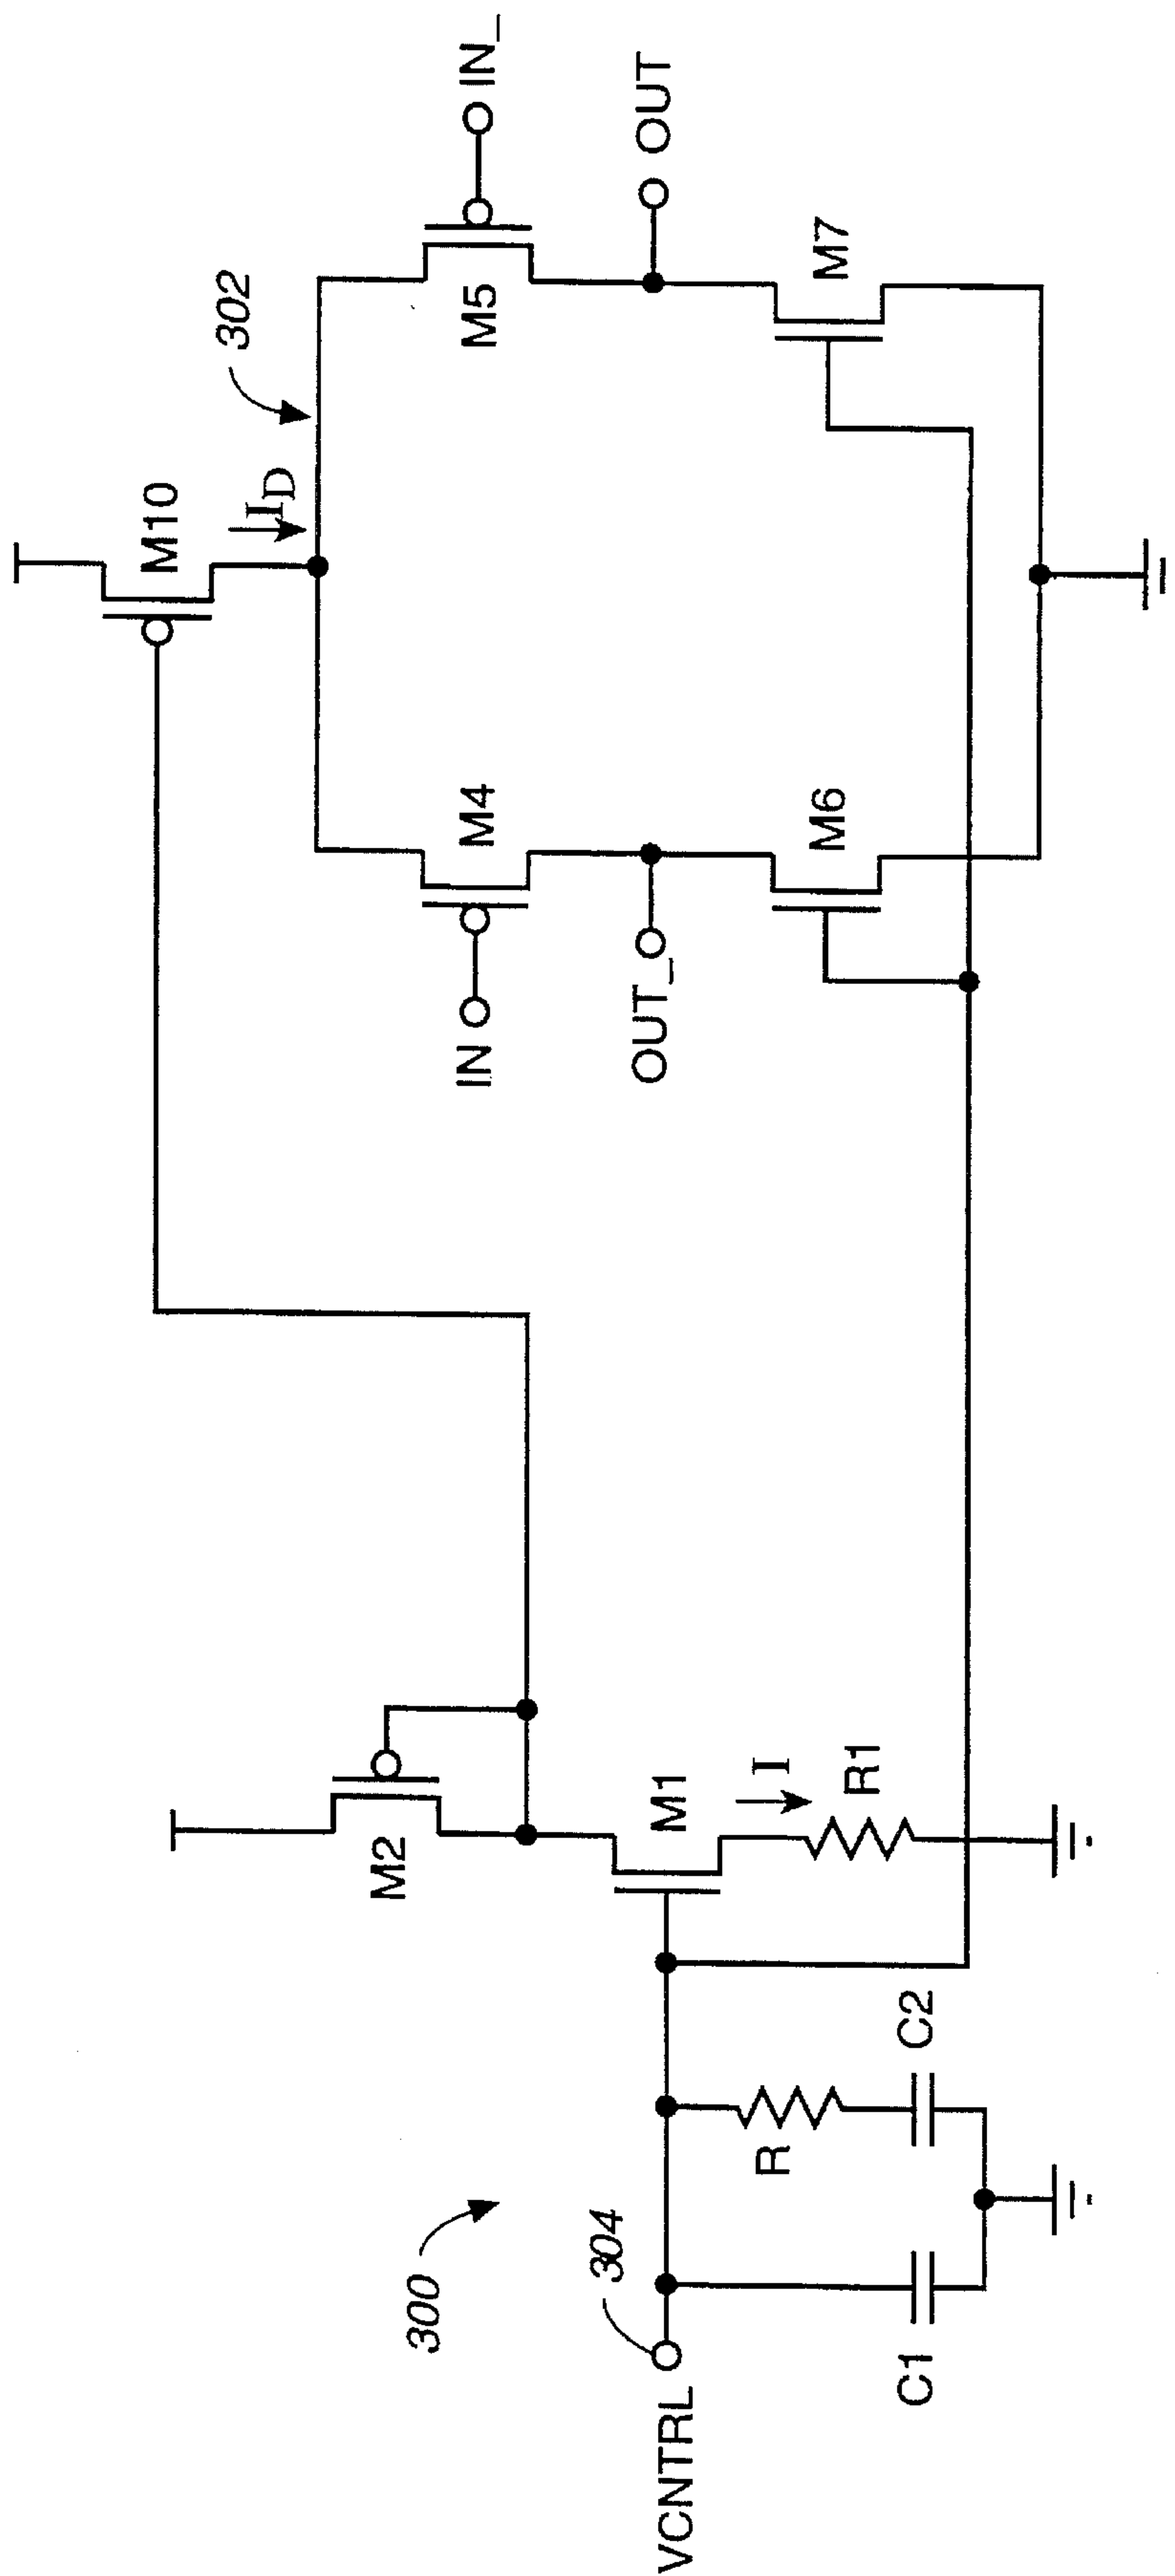 M10
I_D
302
M2
M4
M5
IN
IN_
300
304
VCNTRL
M1
I
OUT_
OUT
R
R1
M6
M7
C1
C2